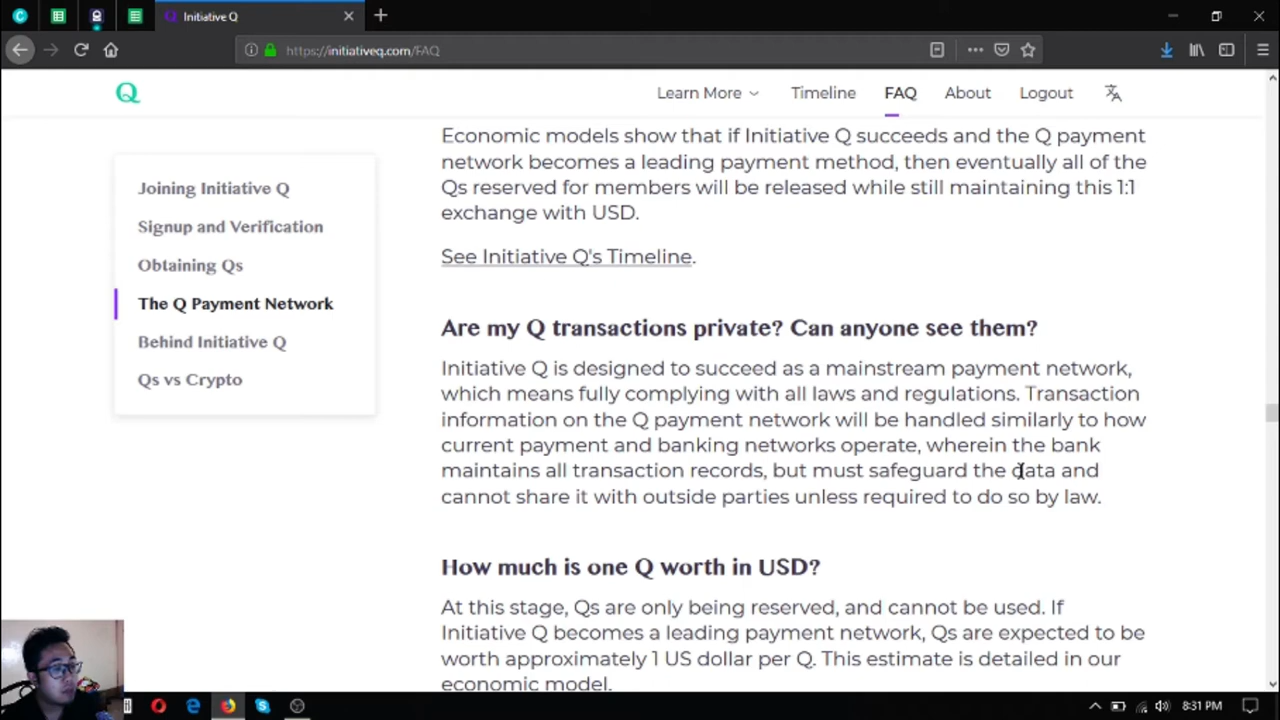 Initiative Q
https://initiativeq.com/FAQ
Q
Learn More
Timeline
FAQ
About
Logout
Joining Initiative Q
Signup and Verification
Obtaining Qs
The Q Payment Network
Behind Initiative Q
Qs vs Crypto
Economic models show that if Initiative Q succeeds and the Q payment
network becomes a leading payment method, then eventually all of the
Qs reserved for members will be released while still maintaining this 1:1
exchange with USD.
See Initiative Q's Timeline.
Are my Q transactions private? Can anyone see them?
Initiative Q is designed to succeed as a mainstream payment network,
which means fully complying with all laws and regulations. Transaction
information on the Q payment network will be handled similarly to how
current payment and banking networks operate, wherein the bank
maintains all transaction records, but must safeguard the data and
cannot share it with outside parties unless required to do so by law.
How much is one Q worth in USD?
At this stage, Qs are only being reserved, and cannot be used. If
Initiative Q becomes a leading payment network, Qs are expected to be
worth approximately 1 US dollar per Q. This estimate is detailed in our
economic model.
8:31 PM